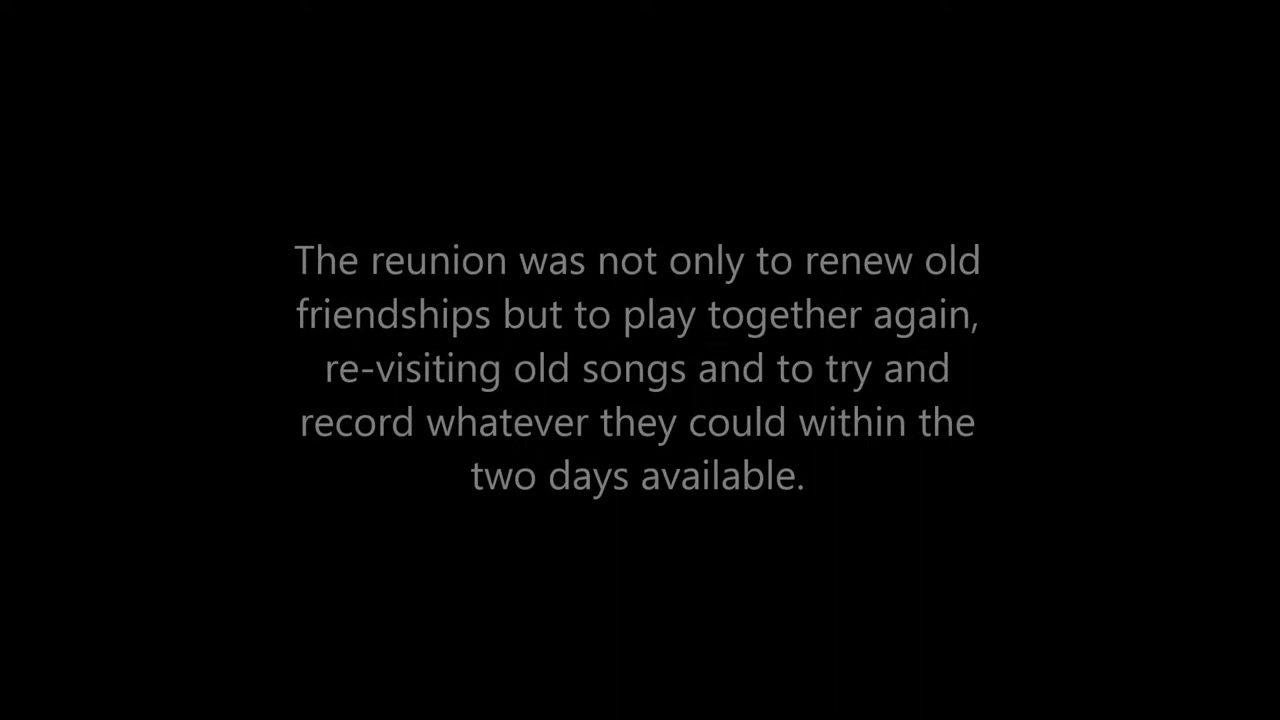 The reunion was not only to renew old
friendships but to play together again,
re-visiting old songs and to try and
record whatever they could within the
two days available.